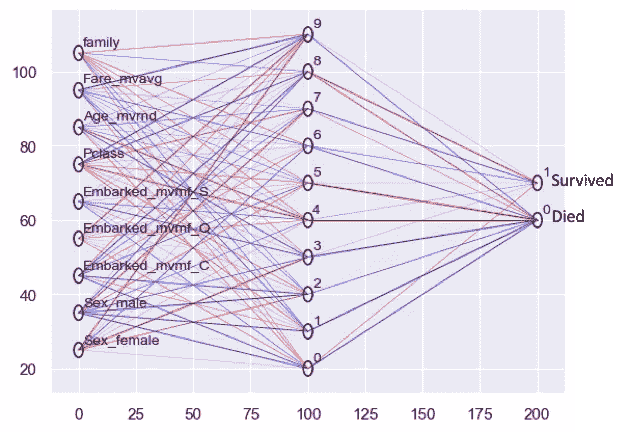 9
family
8
100
Fare_mvavg
7
Age_mvrnd
6
80
Pclass
5
1 Survived
Embarked_mvmf_S
4
0 Died
60
Embarked_mvmf_Q
3
Embarked_mvmf_C
2
40
Sex_male
1
Sex_female
0
20
0 25 50 75 100 125 150 175 200